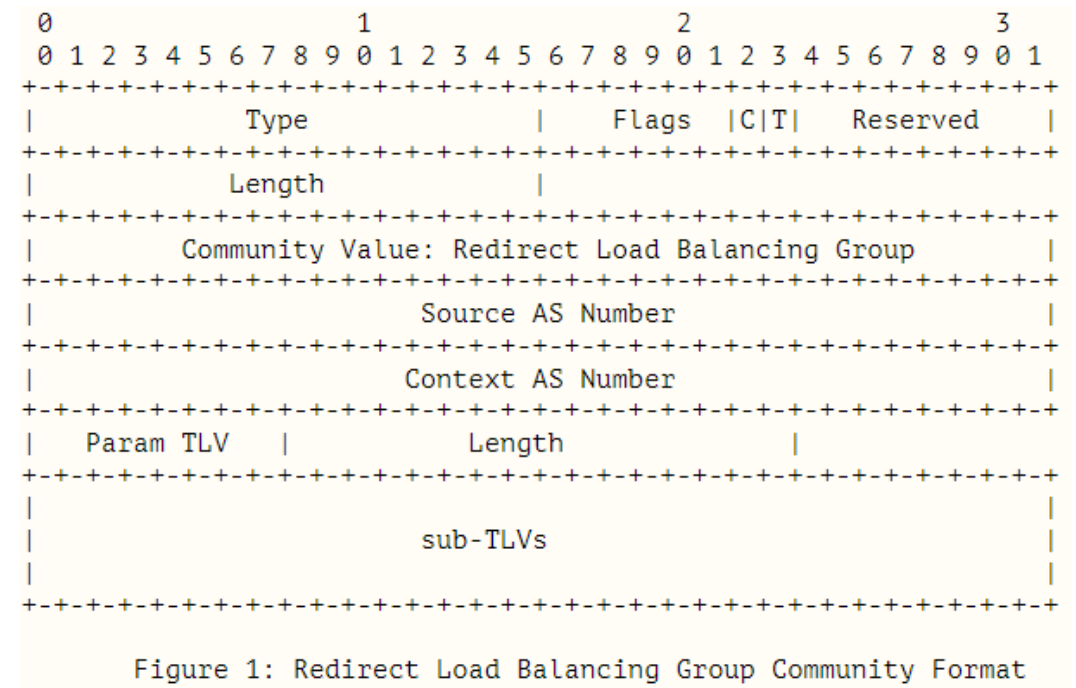 0                   1                   2                   3
 0 1 2 3 4 5 6 7 8 9 0 1 2 3 4 5 6 7 8 9 0 1 2 3 4 5 6 7 8 9 0 1
+-+-+-+-+-+-+-+-+-+-+-+-+-+-+-+-+-+-+-+-+-+-+-+-+-+-+-+-+-+-+-+-+
|             Type              |    Flags  |C|T|   Reserved    |
+-+-+-+-+-+-+-+-+-+-+-+-+-+-+-+-+-+-+-+-+-+-+-+-+-+-+-+-+-+-+-+-+
|            Length             |
+-+-+-+-+-+-+-+-+-+-+-+-+-+-+-+-+-+-+-+-+-+-+-+-+-+-+-+-+-+-+-+-+
|         Community Value: Redirect Load Balancing Group        |
+-+-+-+-+-+-+-+-+-+-+-+-+-+-+-+-+-+-+-+-+-+-+-+-+-+-+-+-+-+-+-+-+
|                        Source AS Number                       |
+-+-+-+-+-+-+-+-+-+-+-+-+-+-+-+-+-+-+-+-+-+-+-+-+-+-+-+-+-+-+-+-+
|                       Context AS Number                       |
+-+-+-+-+-+-+-+-+-+-+-+-+-+-+-+-+-+-+-+-+-+-+-+-+-+-+-+-+-+-+-+-+
|   Param TLV   |           Length              |
+-+-+-+-+-+-+-+-+-+-+-+-+-+-+-+-+-+-+-+-+-+-+-+-+-+-+-+-+-+-+-+-+
|                                                               |
|                        sub-TLVs                               |
|                                                               |
+-+-+-+-+-+-+-+-+-+-+-+-+-+-+-+-+-+-+-+-+-+-+-+-+-+-+-+-+-+-+-+-+
Figure 1: Redirect Load Balancing Group Community Format